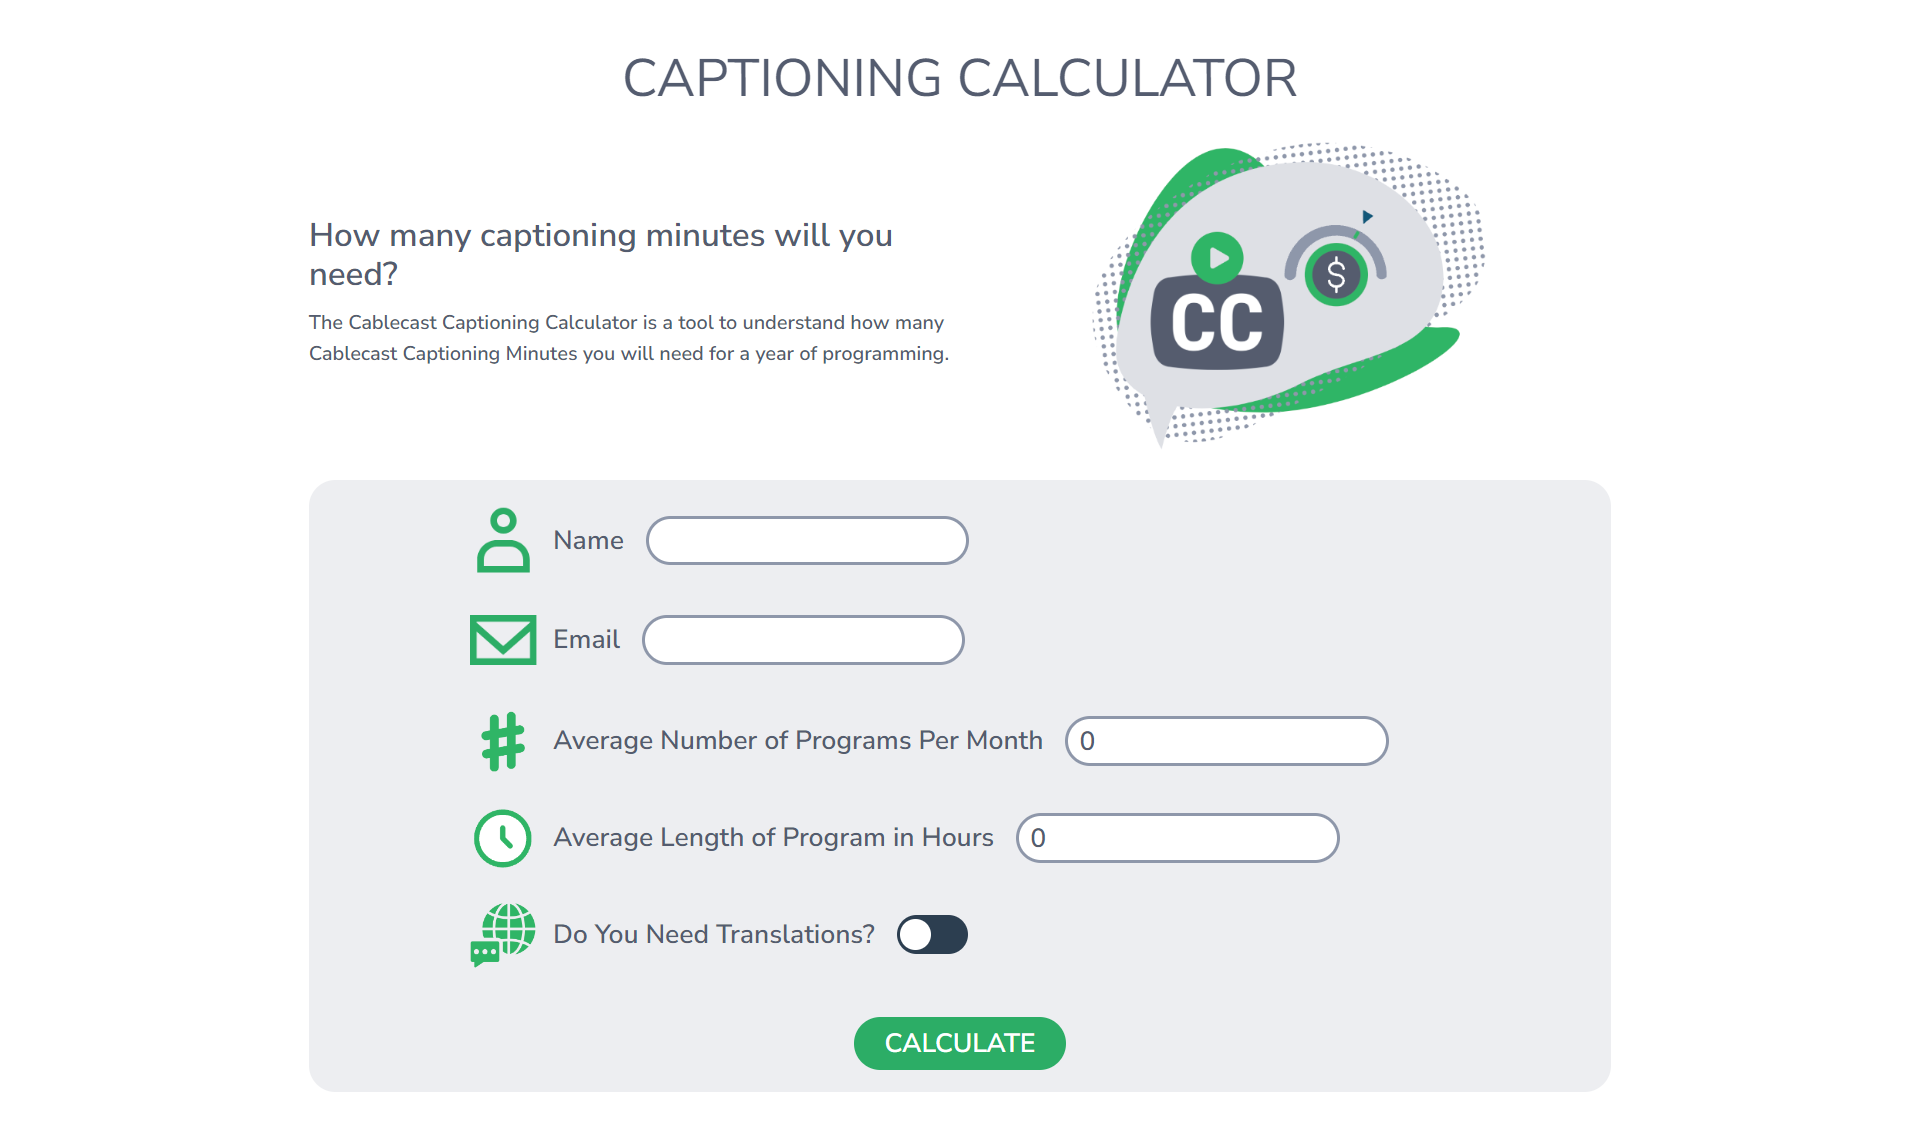 CAPTIONING CALCULATOR
How many captioning minutes will you
need?
The Cablecast Captioning Calculator is a tool to understand how many
Cablecast Captioning Minutes you will need for a year of programming.
CC
$
Name
Email
Average Number of Programs Per Month 0
Average Length of Program in Hours 0
Do You Need Translations?
CALCULATE